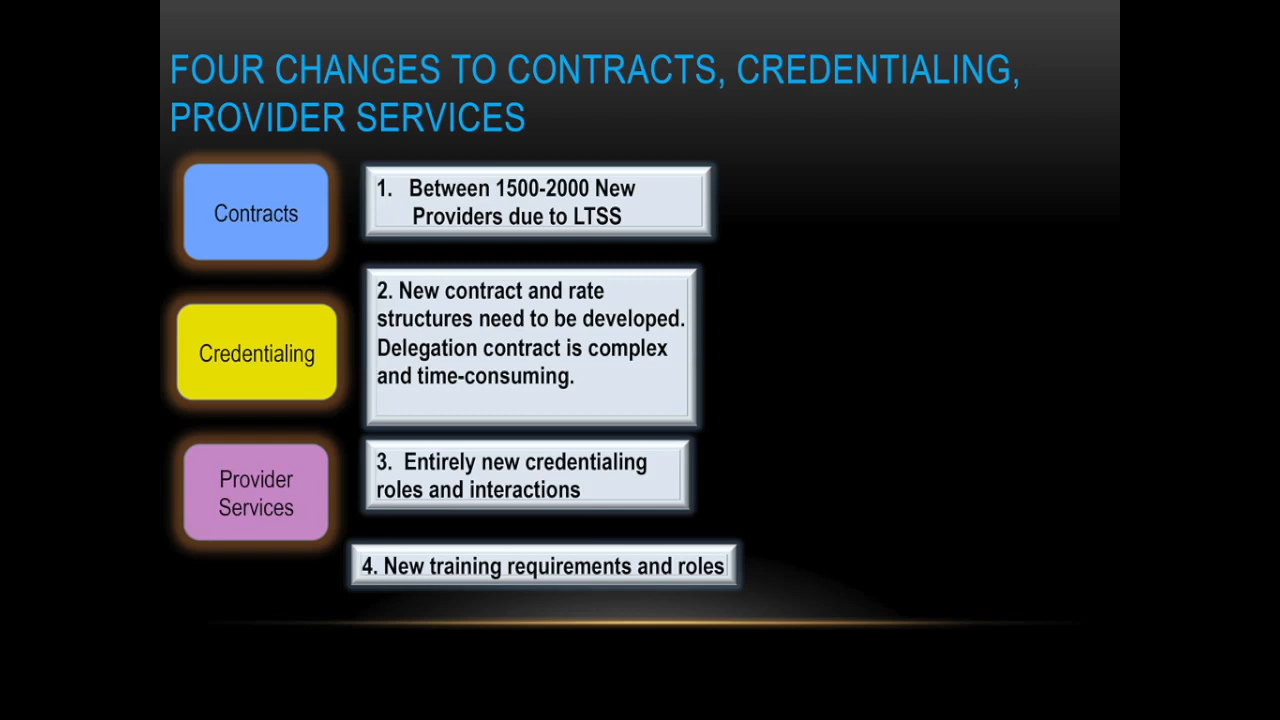 FOUR CHANGES TO CONTRACTS, CREDENTIALING,
PROVIDER SERVICES
Contracts
1. Between 1500-2000 New
Providers due to LTSS
Credentialing
2. New contract and rate
structures need to be developed.
Delegation contract is complex
and time-consuming.
Provider
Services
3. Entirely new credentialing
roles and interactions
4. New training requirements and roles